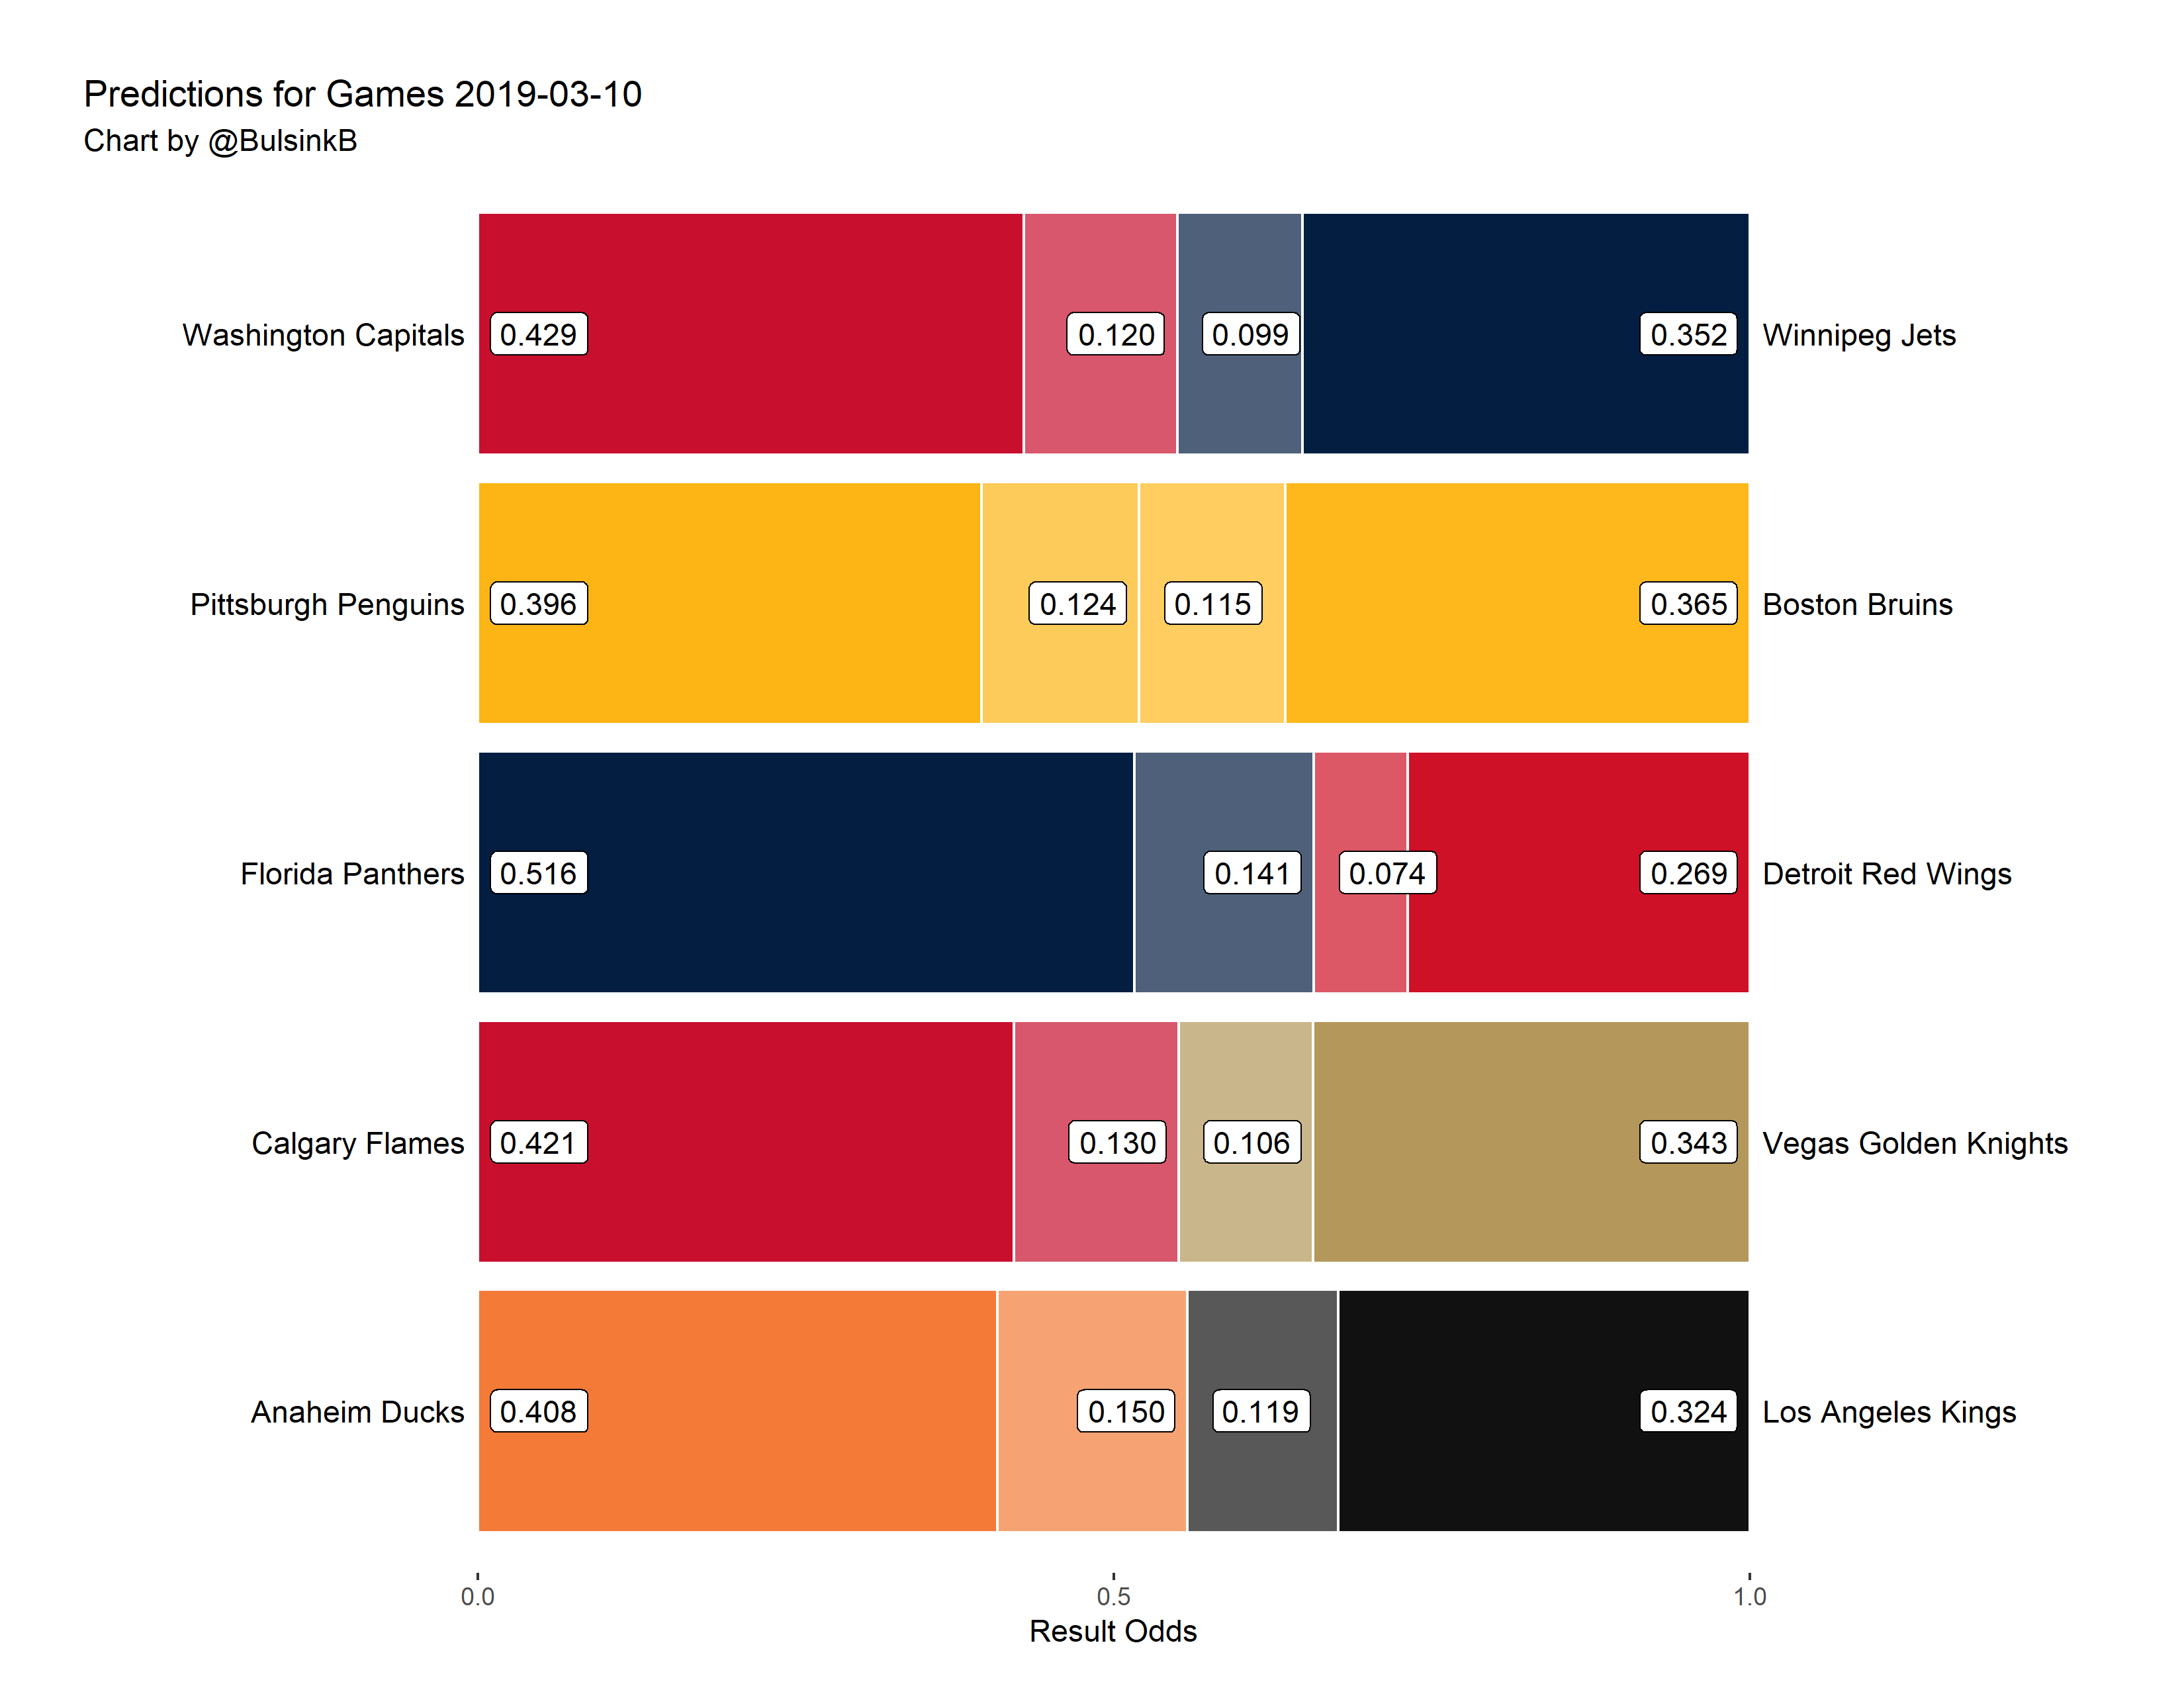 Predictions for Games 2019-03-10
Chart by @BulsinkB
Washington Capitals 0.429 0.120 0.099 0.352 Winnipeg Jets
Pittsburgh Penguins 0.396 0.124 0.115 0.365 Boston Bruins
Florida Panthers 0.516 0.141 0.074 0.269 Detroit Red Wings
Calgary Flames 0.421 0.130 0.106 0.343 Vegas Golden Knights
Anaheim Ducks 0.408 0.150 0.119 0.324 Los Angeles Kings
0.0 0.5 1.0
Result Odds